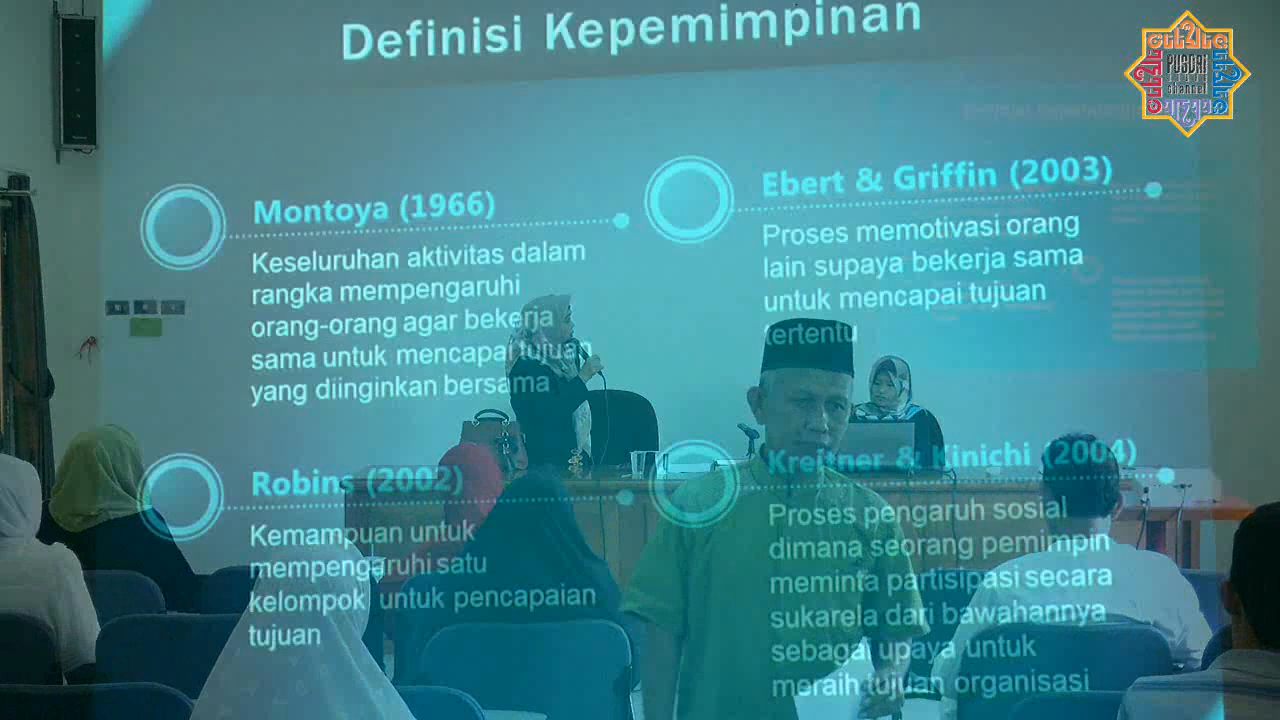 Definisi Kepemimpinan
Montoya (1966)
Keseluruhan aktivitas dalam
rangka mempengaruhi
orang-orang agar bekerja
sama untuk mencapai tujuan
yang diinginkan bersama
Ebert & Griffin (2003)
Proses memotivasi orang
lain supaya bekerja sama
untuk mencapai tujuan
tertentu
Robins (2002)
Kemampuan untuk
mempengaruhi satu
kelompok untuk pencapaian
tujuan
Kreitner & Kinichi (2004)
Proses pengaruh sosial
dimana seorang pemimpin
meminta partisipasi secara
sukarela dari bawahannya
sebagai upaya untuk
meraih tujuan organisasi
PUSDAI
channel